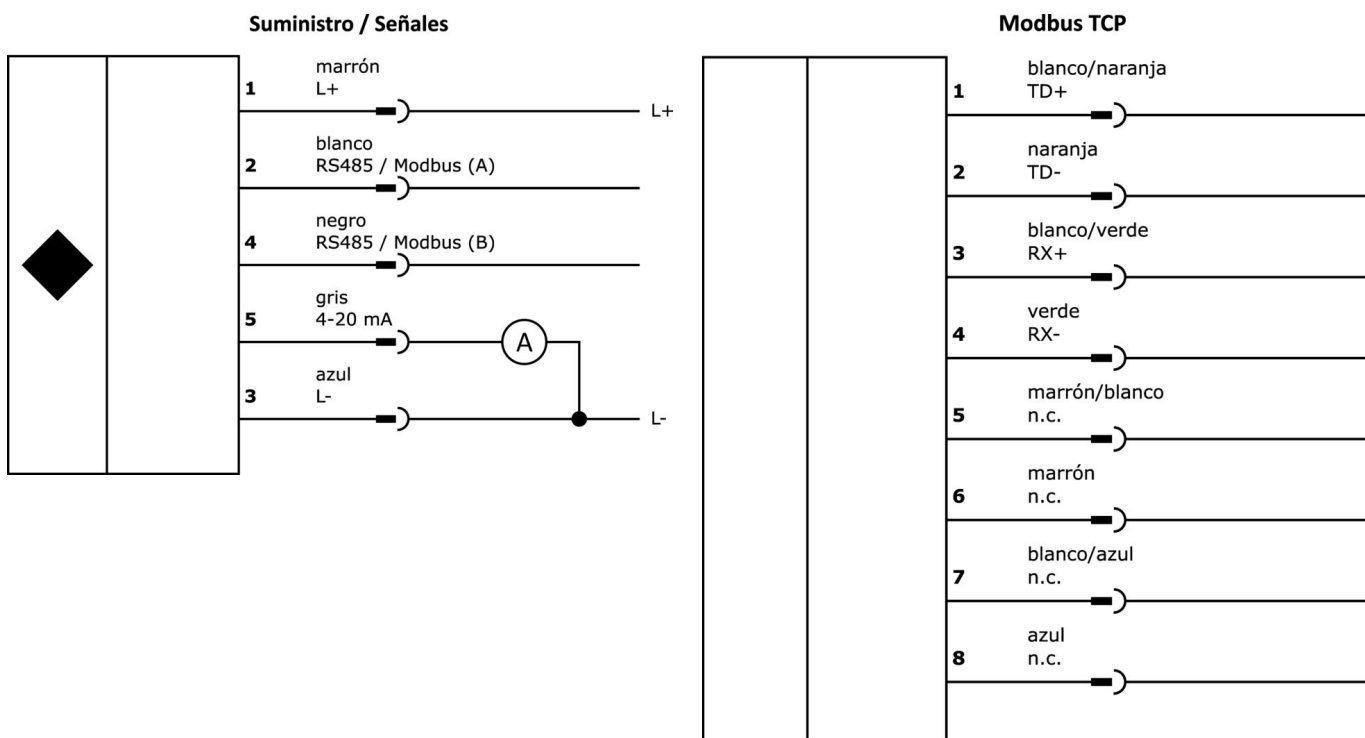 Suministro / Señales
marrón
1 L+
L+
blanco
2 RS485 / Modbus (A)
negro
4 RS485 / Modbus (B)
gris
5 4-20 mA
A
azul
3 L-
L-
Modbus TCP
blanco/naranja
1 TD+
naranja
2 TD-
blanco/verde
3 RX+
verde
4 RX-
marrón/blanco
5 n.c.
marrón
6 n.c.
blanco/azul
7 n.c.
azul
8 n.c.